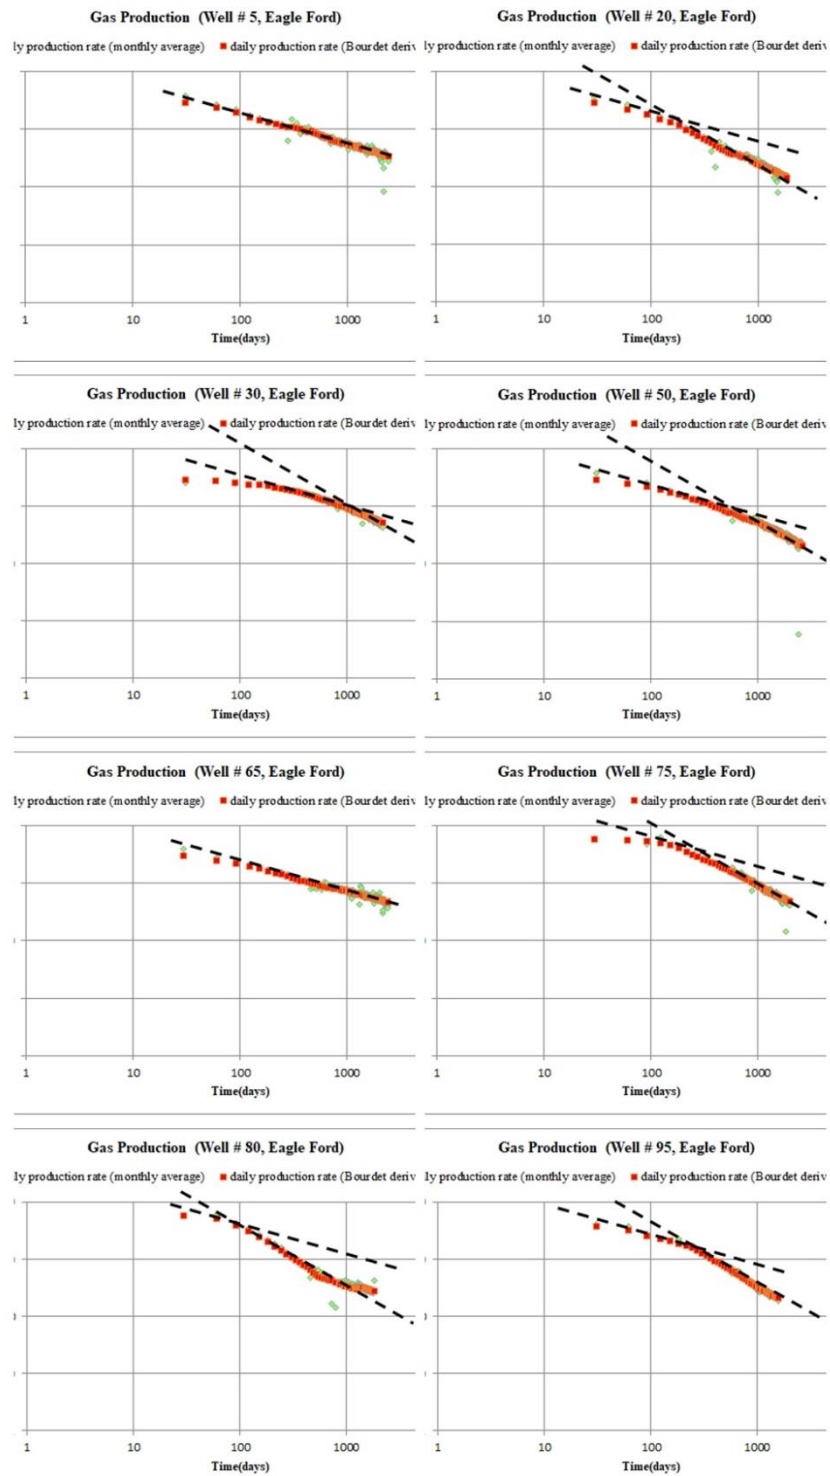 Gas Production (Well # 5, Eagle Ford)
ly production rate (monthly average) daily production rate (Bourdet deriv
1 10 100 1000
Time(days)
Gas Production (Well # 20, Eagle Ford)
ly production rate (monthly average) daily production rate (Bourdet deriv
1 10 100 1000
Time(days)
Gas Production (Well # 30, Eagle Ford)
ly production rate (monthly average) daily production rate (Bourdet deriv
1 10 100 1000
Time(days)
Gas Production (Well # 50, Eagle Ford)
ly production rate (monthly average) daily production rate (Bourdet deriv
1 10 100 1000
Time(days)
Gas Production (Well # 65, Eagle Ford)
ly production rate (monthly average) daily production rate (Bourdet deriv
1 10 100 1000
Time(days)
Gas Production (Well # 75, Eagle Ford)
ly production rate (monthly average) daily production rate (Bourdet deriv
1 10 100 1000
Time(days)
Gas Production (Well # 80, Eagle Ford)
ly production rate (monthly average) daily production rate (Bourdet deriv
1 10 100 1000
Time(days)
Gas Production (Well # 95, Eagle Ford)
ly production rate (monthly average) daily production rate (Bourdet deriv
1 10 100 1000
Time(days)